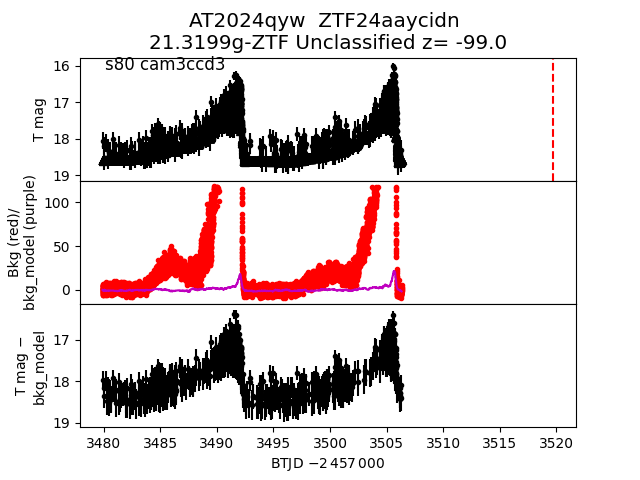 AT2024qyw ZTF24aaycidn
21.3199g-ZTF Unclassified z= -99.0
s80 cam3ccd3
16
17
18
19
T mag
100
50
0
Bkg (red)/
bkg_model (purple)
17
18
19
T mag −
bkg_model
3480 3485 3490 3495 3500 3505 3510 3515 3520
BTJD −2 457 000